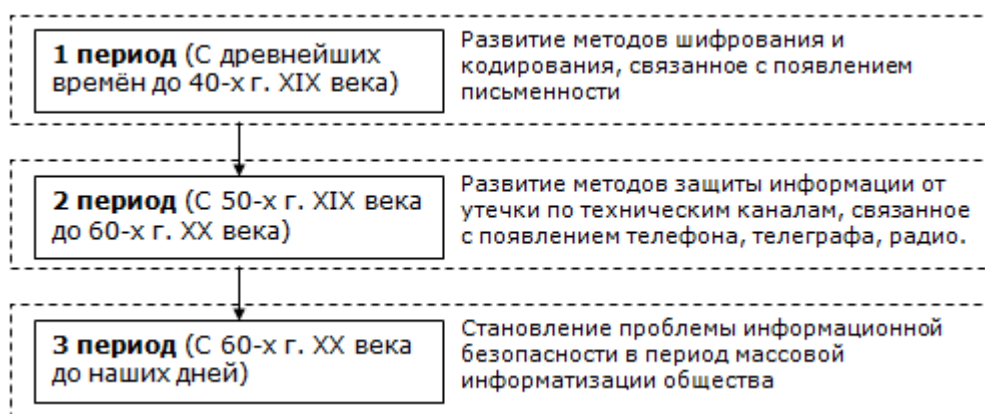 1 период (С древнейших
времён до 40-х г. XIX века)
Развитие методов шифрования и
кодирования, связанное с появлением
письменности
2 период (С 50-х г. XIX века
до 60-х г. XX века)
Развитие методов защиты информации от
утечки по техническим каналам, связанное
с появлением телефона, телеграфа, радио.
3 период (С 60-х г. XX века
до наших дней)
Становление проблемы информационной
безопасности в период массовой
информатизации общества